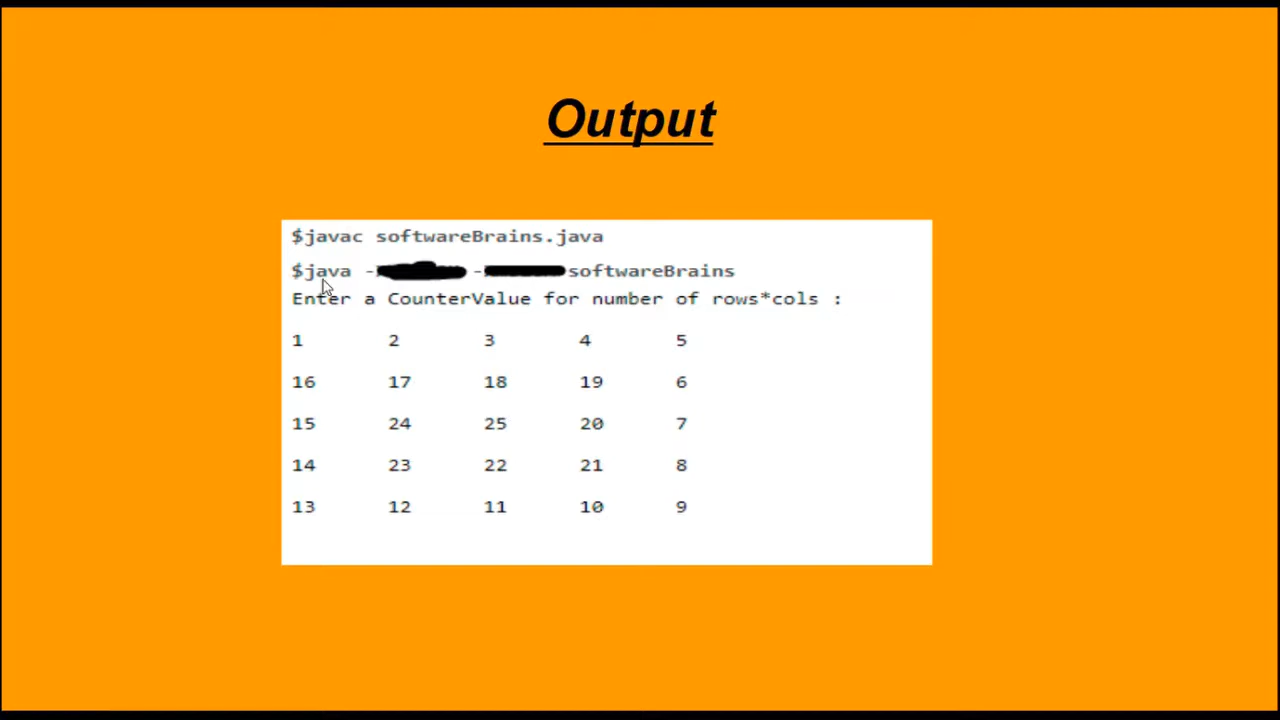 Output
$javac softwareBrains.java
$java - - softwareBrains
Enter a CounterValue for number of rows*cols :
1 2 3 4 5
16 17 18 19 6
15 24 25 20 7
14 23 22 21 8
13 12 11 10 9